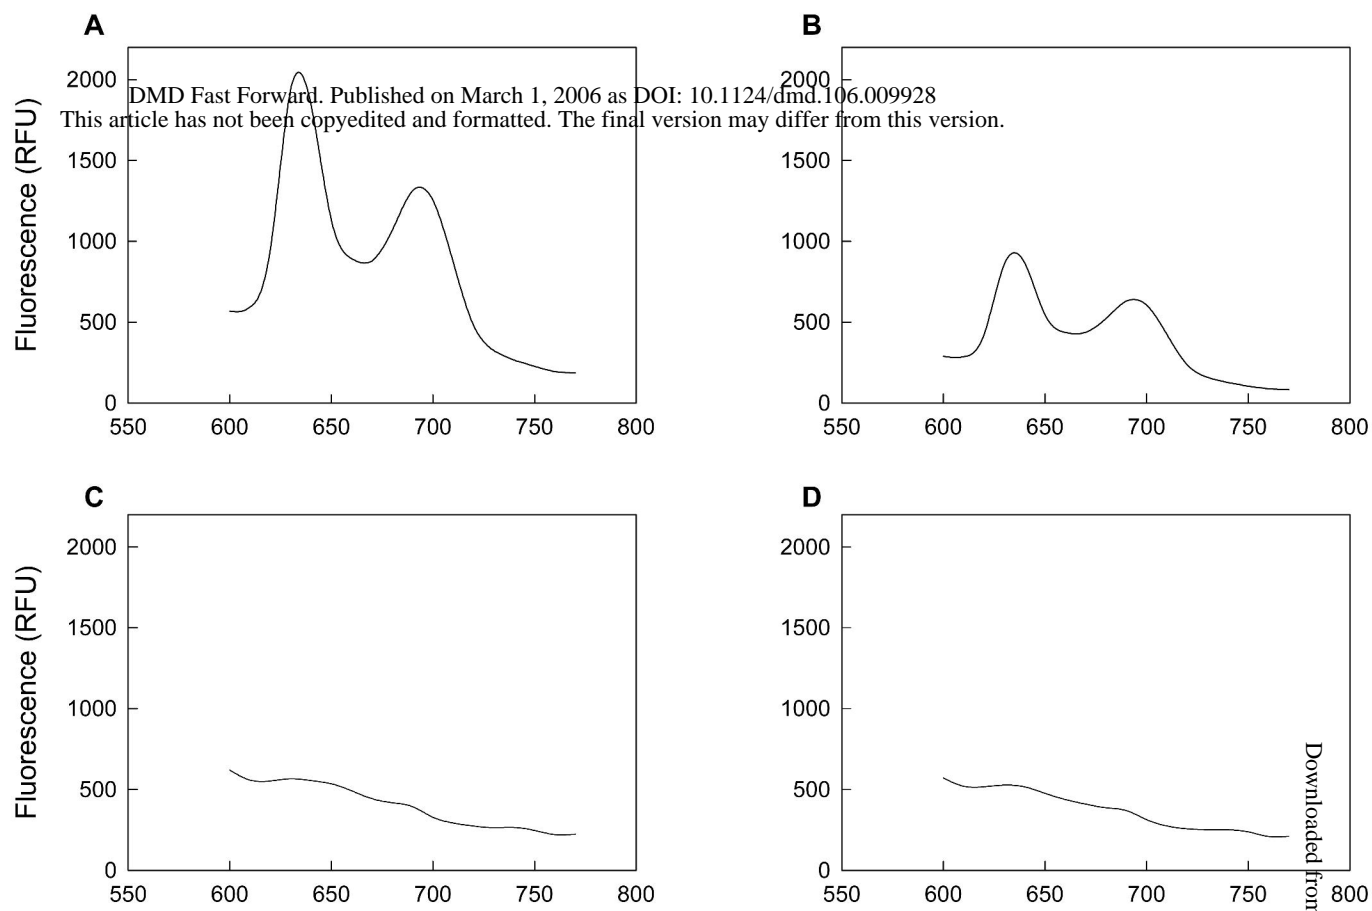 A
B
2000
2000
DMD Fast Forward. Published on March 1, 2006 as DOI: 10.1124/dmd.106.009928
This article has not been copyedited and formatted. The final version may differ from this version.
Fluorescence (RFU)
1500
1500
1000
1000
500
500
0
0
550 600 650 700 750 800
550 600 650 700 750 800
C
D
2000
2000
Fluorescence (RFU)
1500
1500
1000
1000
500
500
0
0
550 600 650 700 750 800
550 600 650 700 750 800
Downloaded from